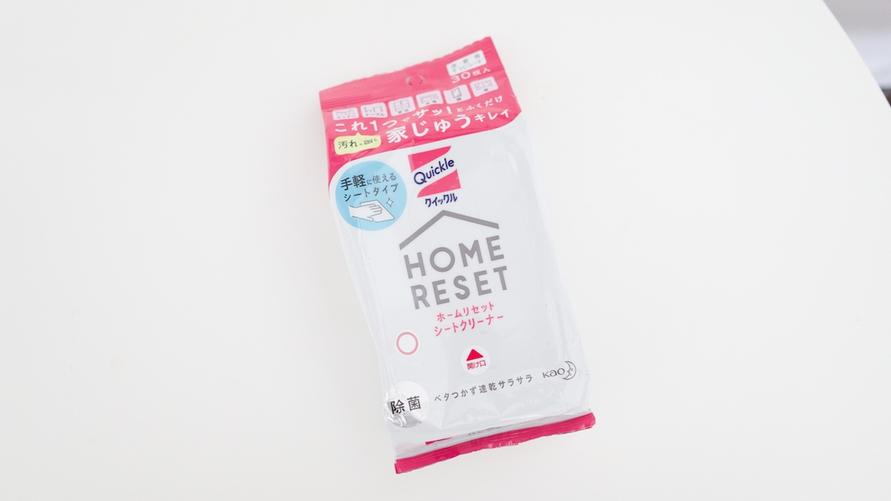 30枚入
これ1つでサッ!とふくだけ
汚れに
家じゅうキレイ
手軽に使える
シートタイプ
Quickle
クイックル
HOME
RESET
ホームリセット
シートクリーナー
開け口
除菌
ベタつかず速乾サラサラ
Kao